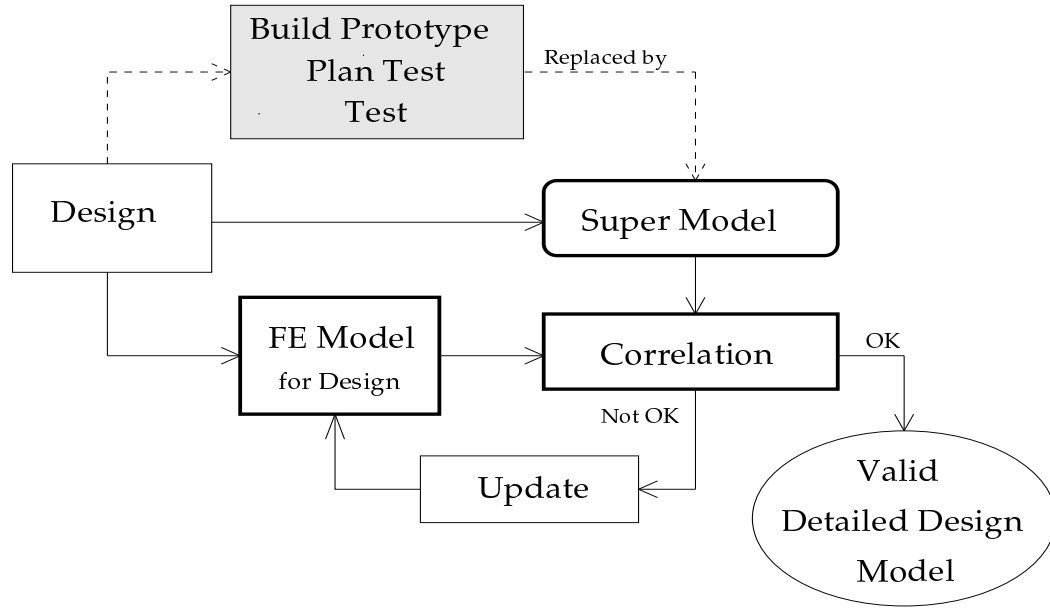 Build Prototype
Plan Test
Test
Replaced by
Design
Super Model
FE Model
for Design
Correlation
OK
Not OK
Update
Valid
Detailed Design
Model